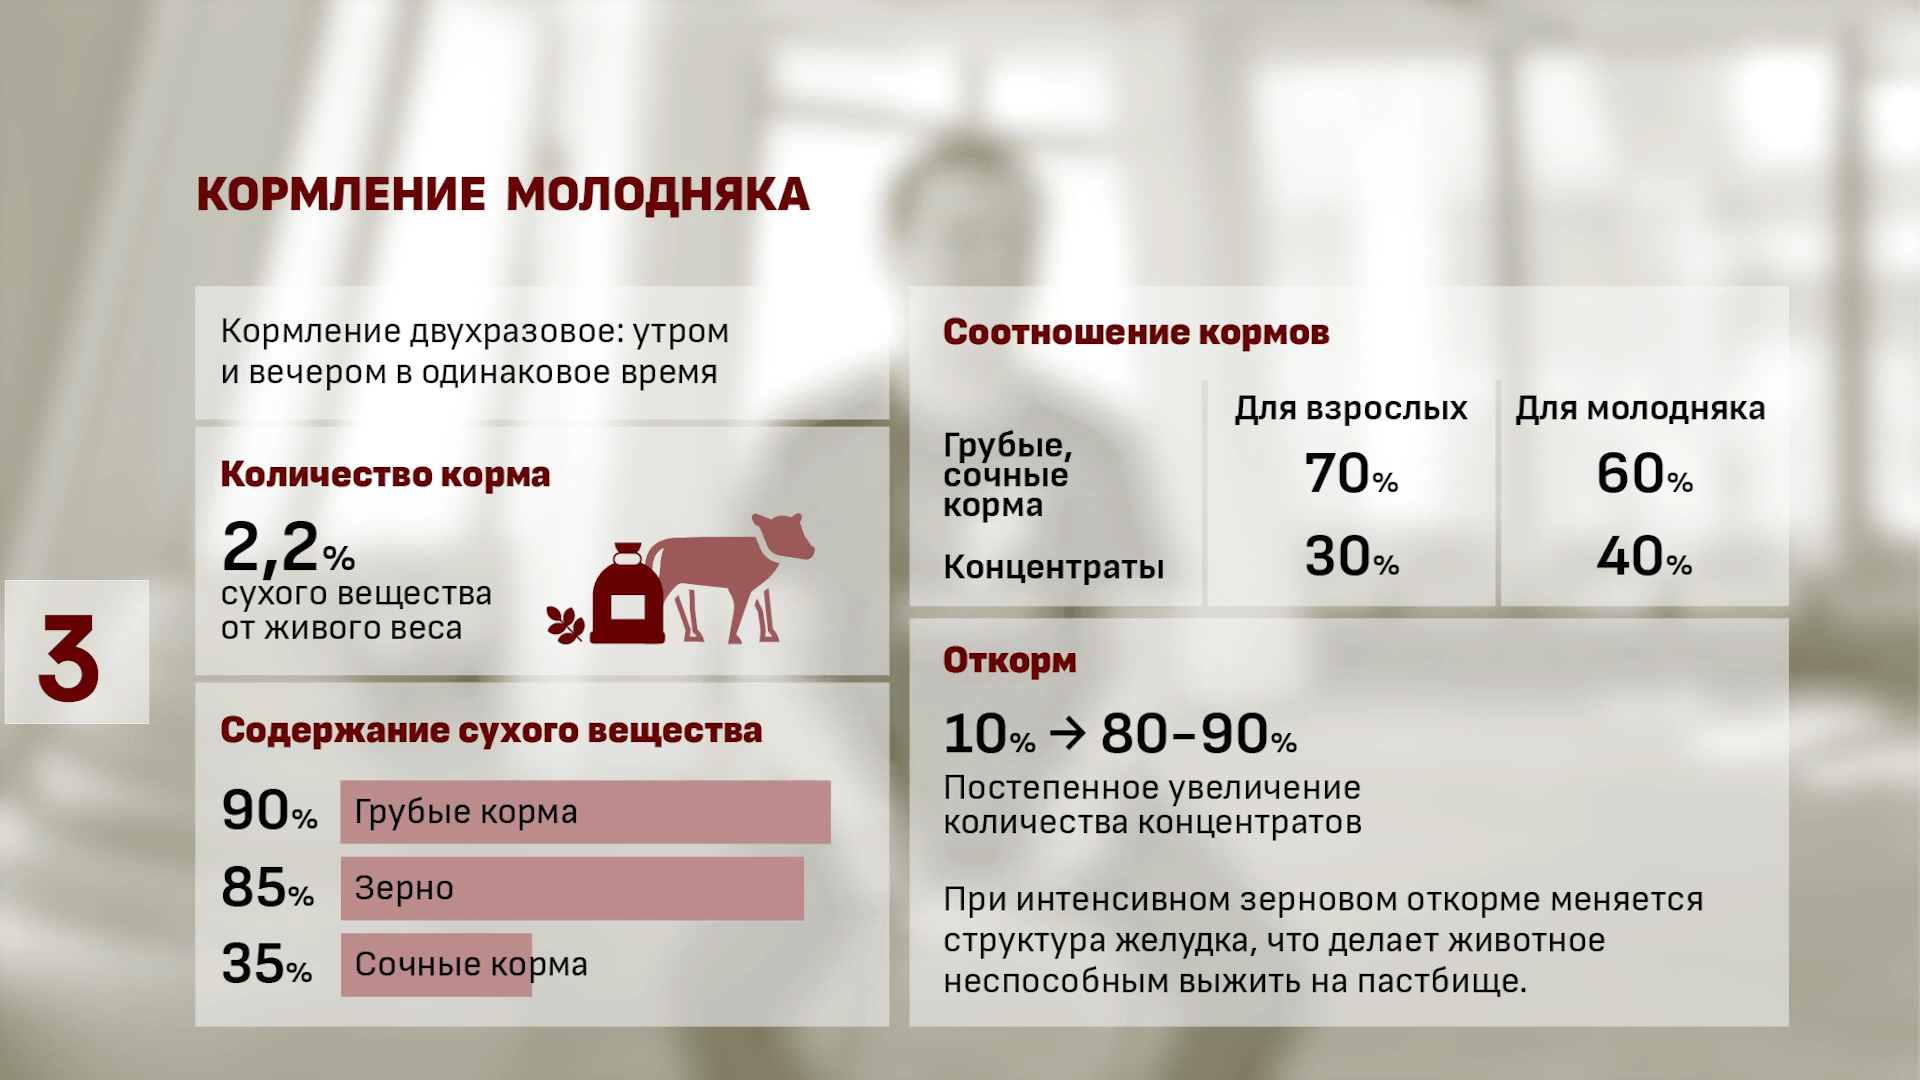 КОРМЛЕНИЕ МОЛОДНЯКА
Кормление двухразовое: утром
и вечером в одинаковое время
Количество корма
2,2%
сухого вещества
от живого веса
3
Содержание сухого вещества
90% Грубые корма
85% Зерно
35% Сочные корма
Соотношение кормов
Для взрослых Для молодняка
Грубые,
сочные
корма
70% 60%
Концентраты 30% 40%
Откорм
10% → 80-90%
Постепенное увеличение
количества концентратов
При интенсивном зерновом откорме меняется
структура желудка, что делает животное
неспособным выжить на пастбище.